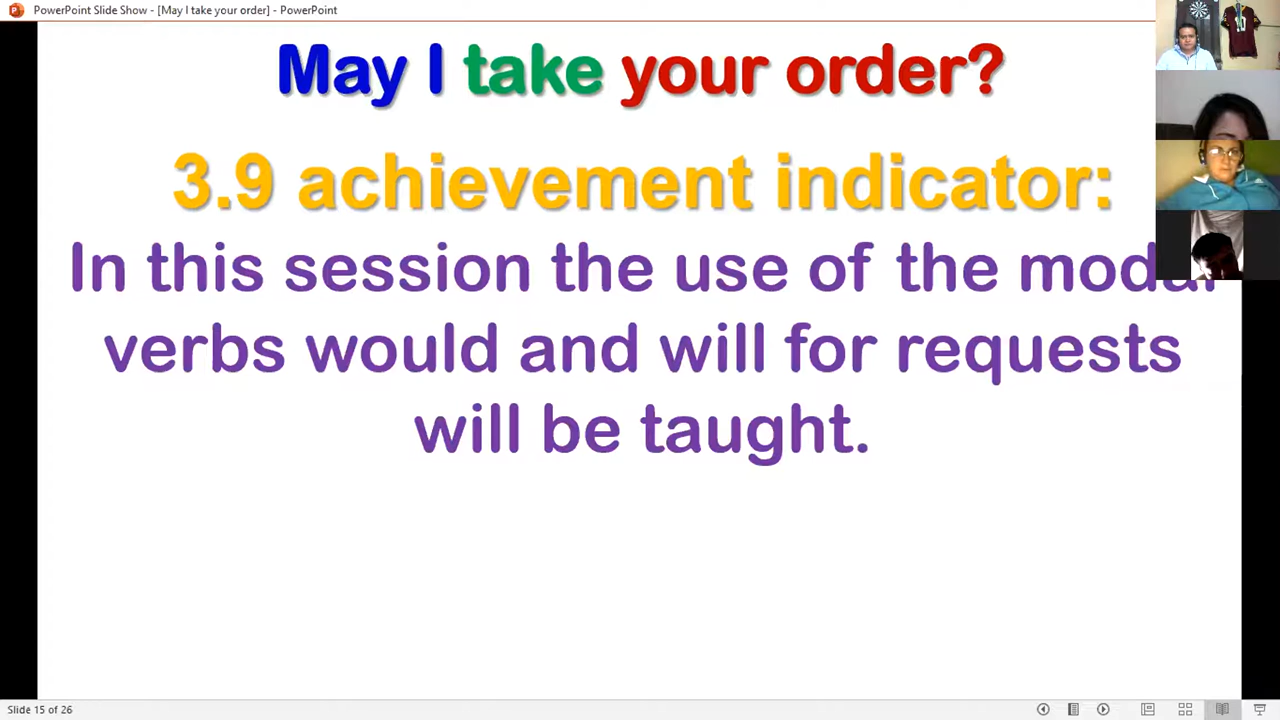 PowerPoint Slide Show - [May I take your order] - PowerPoint
May I take your order?
3.9 achievement indicator:
In this session the use of the modal
verbs would and will for requests
will be taught.
Slide 15 of 26